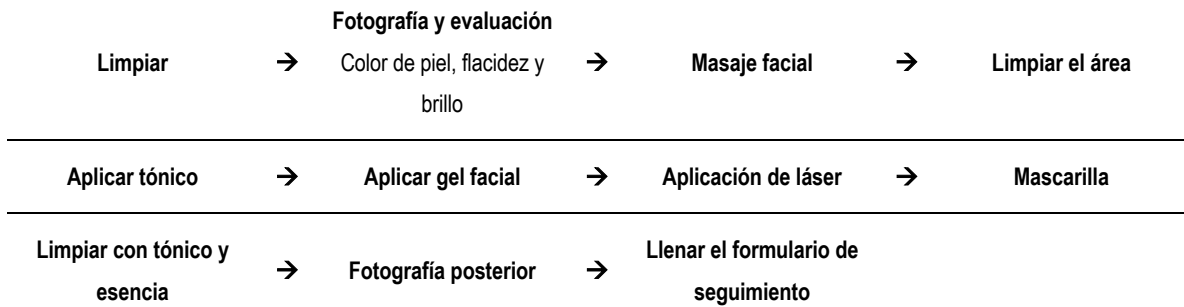 Limpiar → Fotografía y evaluación
Color de piel, flacidez y
brillo → Masaje facial → Limpiar el área
Aplicar tónico → Aplicar gel facial → Aplicación de láser → Mascarilla
Limpiar con tónico y
esencia → Fotografía posterior → Llenar el formulario de
seguimiento